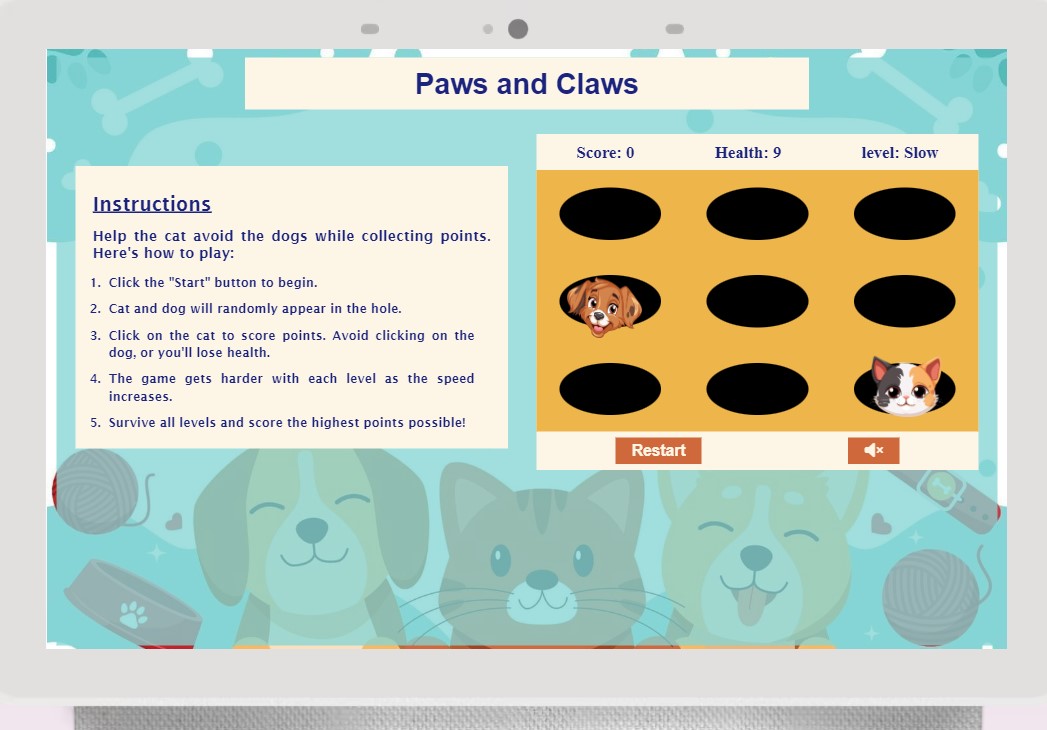 Paws and Claws
Score: 0 Health: 9 level: Slow
Instructions
Help the cat avoid the dogs while collecting points.
Here's how to play:
1. Click the "Start" button to begin.
2. Cat and dog will randomly appear in the hole.
3. Click on the cat to score points. Avoid clicking on the
dog, or you'll lose health.
4. The game gets harder with each level as the speed
increases.
5. Survive all levels and score the highest points possible!
Restart